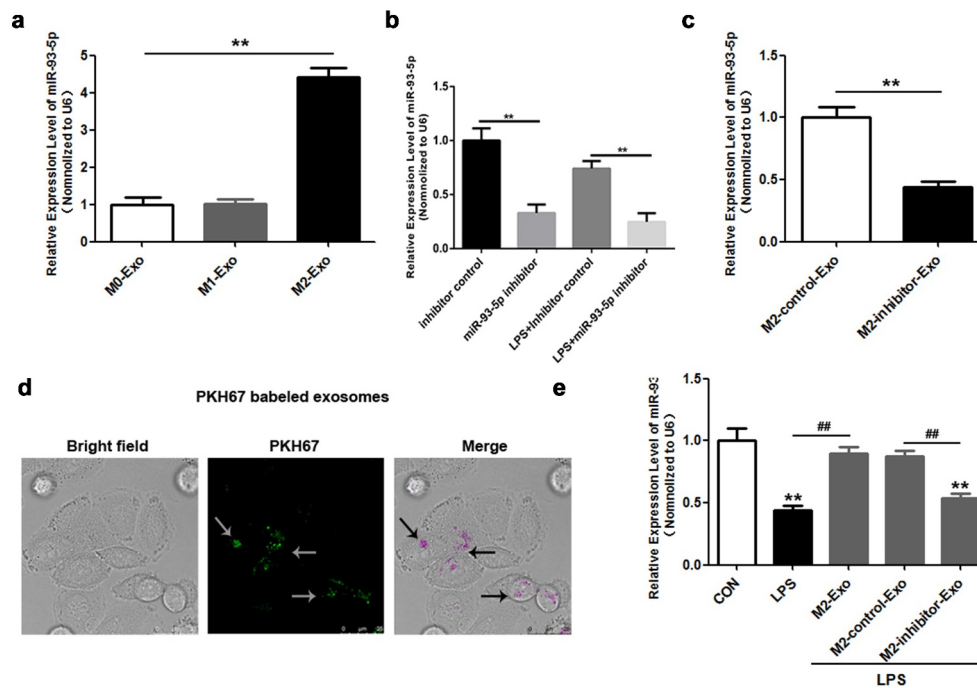 a
Relative Expression Level of mIR-93-5p
(Nomnolized to U6)
5
4
3
2
1
0
**
M0-Exo
M1-Exo
M2-Exo
b
Relative Expression Level of miR-93-5p
(Nomnolized to U6)
1.5
1.0
0.5
0.0
**
**
inhibitor control
miR-93-5p inhibitor
LPS+Inhibitor control
LPS+miR-93-5p inhibitor
c
Relative Expression Level of miR-93-5p
(Nomnolized to U6)
1.5
1.0
0.5
0.0
**
M2-control-Exo
M2-inhibitor-Exo
d
PKH67 babeled exosomes
Bright field
PKH67
Merge
e
Relative Expression Level of miR-93
(Nomnolized to U6)
1.5
1.0
0.5
0.0
##
##
**
**
CON
LPS
M2-Exo
M2-control-Exo
M2-inhibitor-Exo
LPS